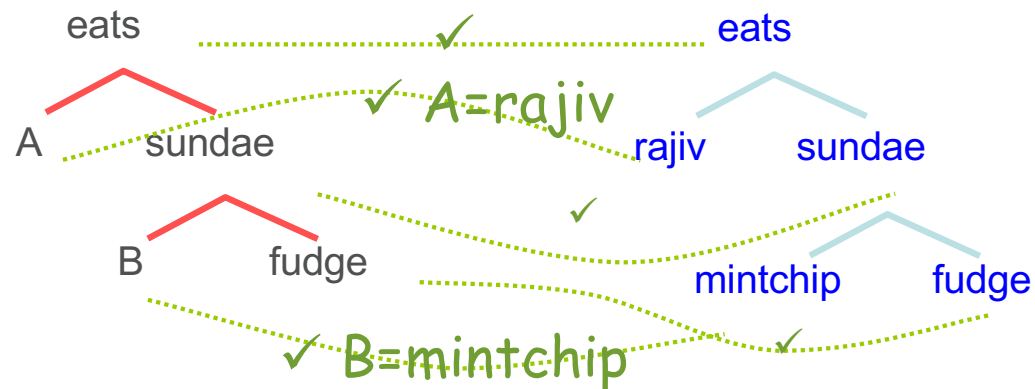 eats ✓ eats
✓ A=rajiv
A sundae rajiv sundae
✓
B fudge mintchip fudge
✓ B=mintchip ✓